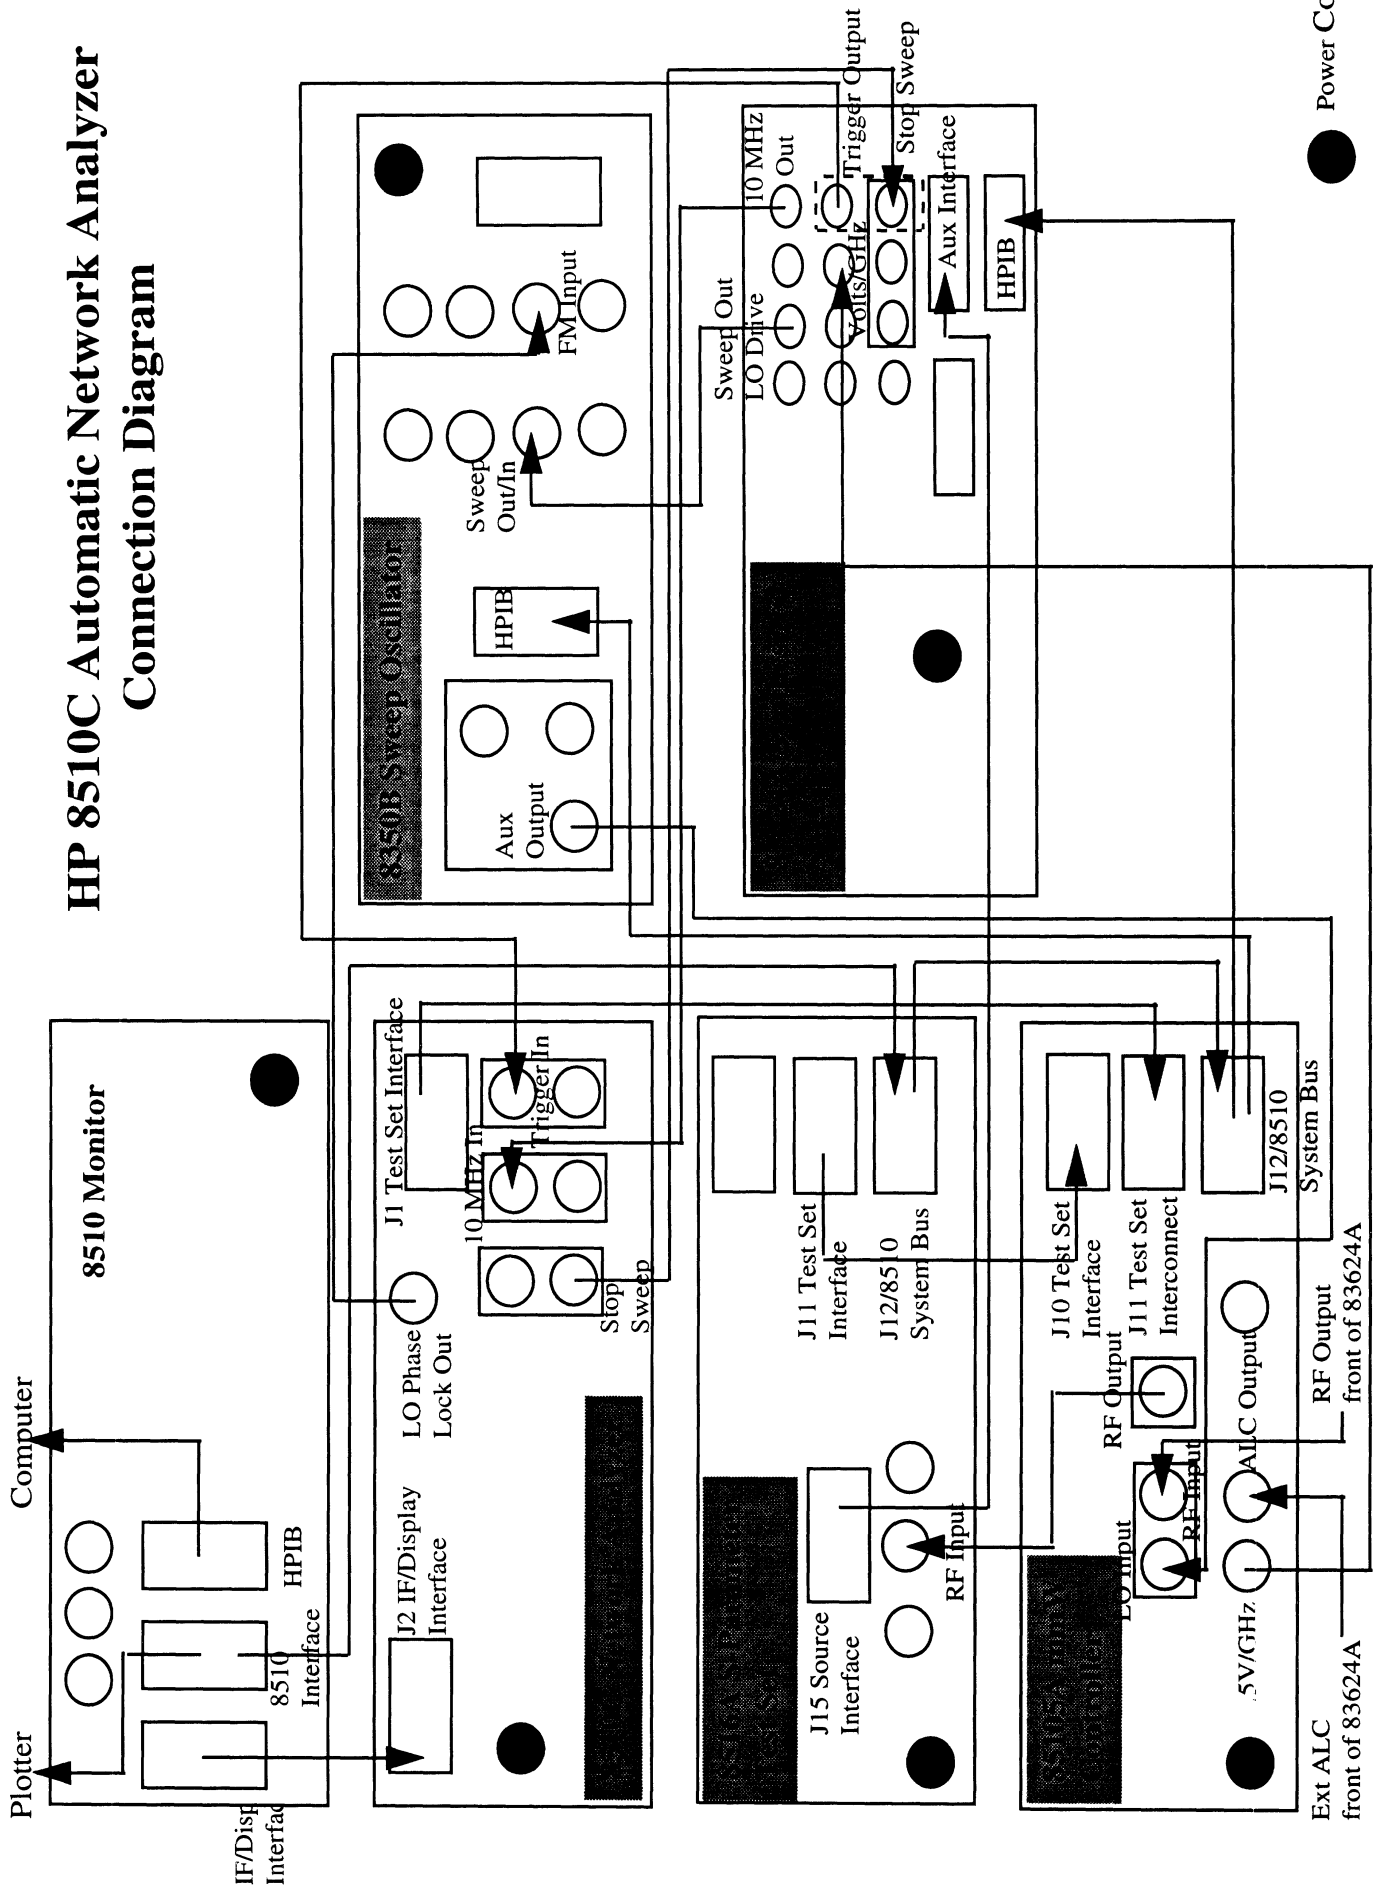 HP 8510C Automatic Network Analyzer
Connection Diagram
Plotter
Computer
8510 Monitor
IF/Disp
Interfac
8510
Interface
HPIB
J2 IF/Display
Interface
LO Phase
Lock Out
J1 Test Set Interface
10 MHz In
Trigger In
Stop
Sweep
8350B Sweep Oscillator
Aux
Output
HPIB
Sweep
Out/In
FM Input
J15 Source
Interface
RF Input
J11 Test Set
Interface
J12/8510
System Bus
Sweep Out
LO Drive
10 MHz
Out
Trigger Output
Stop Sweep
Volts/GHz
Aux Interface
HPIB
85105A mmW
Controller
LO Input
RF Input
RF Output
J10 Test Set
Interface
J11 Test Set
Interconnect
J12/8510
System Bus
.5V/GHz
ALC Output
Ext ALC
front of 83624A
RF Output
front of 83624A
Power Co